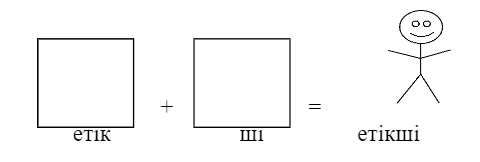 + =
етік ші етікші